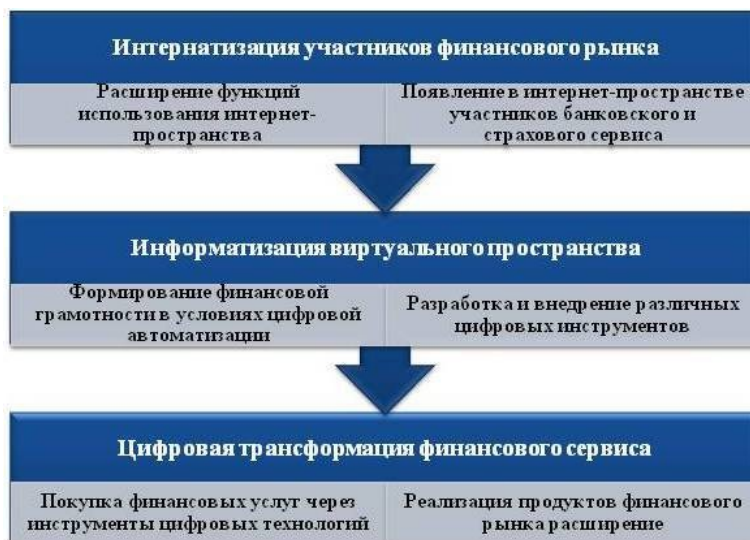 Интернатизация участников финансового рынка
Расширение функций
использования интернет-
пространства
Появление в интернет-пространстве
участников банковского и
страхового сервиса
Информатизация виртуального пространства
Формирование финансовой
грамотности в условиях цифровой
автоматизации
Разработка и внедрение различных
цифровых инструментов
Цифровая трансформация финансового сервиса
Покупка финансовых услуг через
инструменты цифровых технологий
Реализация продуктов финансового
рынка расширение